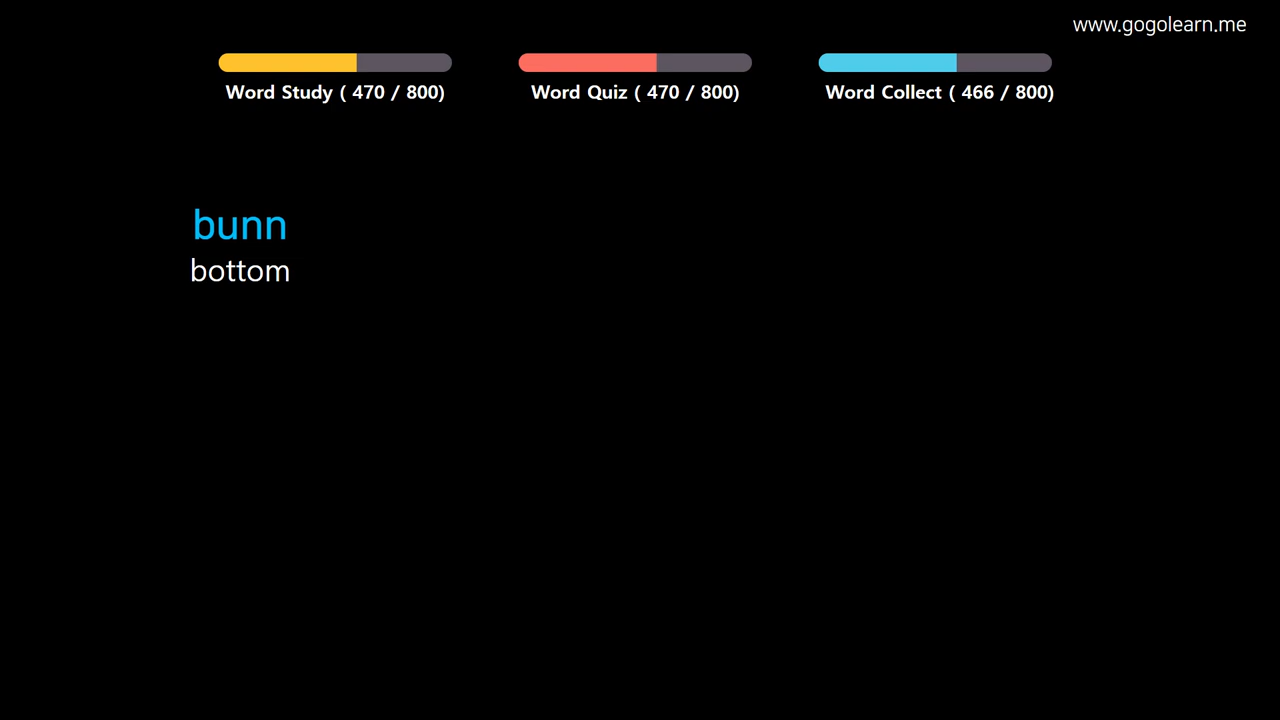 www.gogolearn.me
Word Study ( 470 / 800)
Word Quiz ( 470 / 800)
Word Collect ( 466 / 800)
bunn
bottom